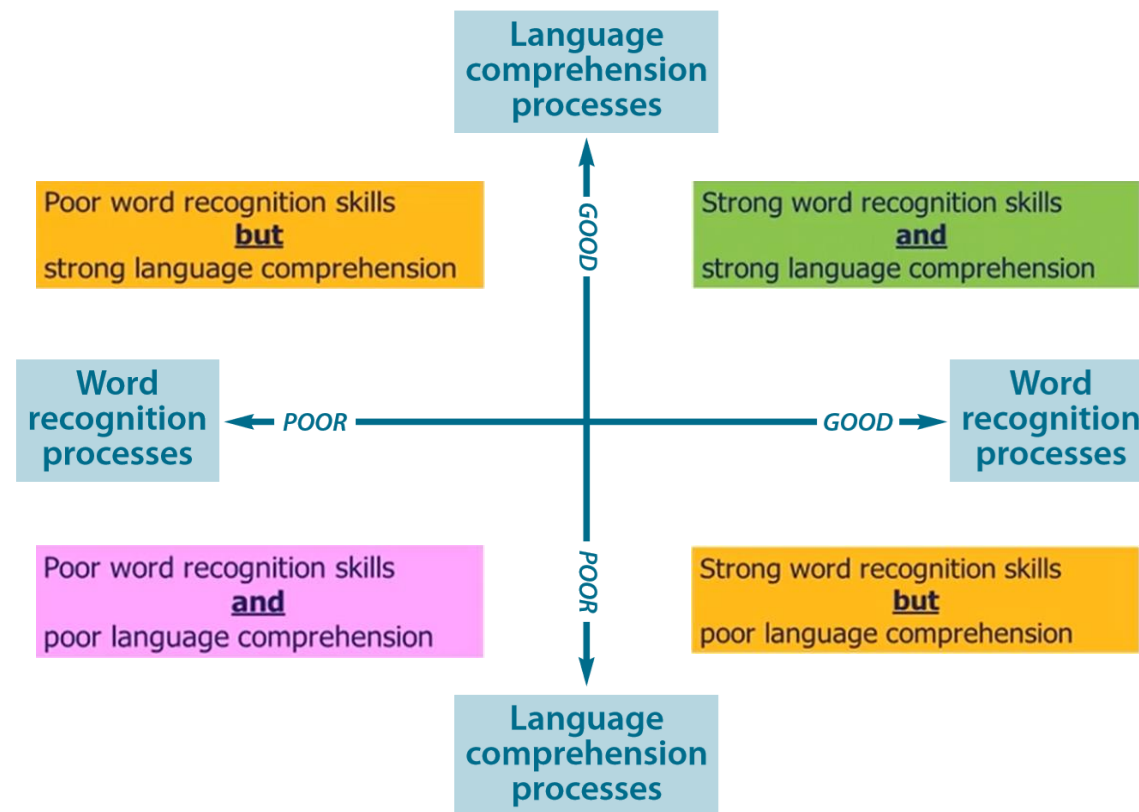 Language
comprehension
processes
GOOD
Poor word recognition skills
but
strong language comprehension
Strong word recognition skills
and
strong language comprehension
Word
recognition
processes
POOR
GOOD
Word
recognition
processes
Poor word recognition skills
and
poor language comprehension
POOR
Strong word recognition skills
but
poor language comprehension
Language
comprehension
processes